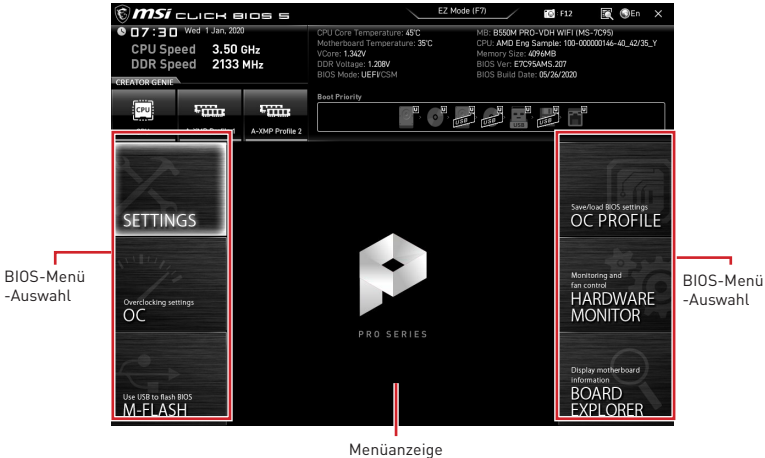 msi CLICK BIOS 5
EZ Mode (F7)
F12
En
07:30 Wed 1 Jan, 2020
CPU Speed 3.50 GHz
DDR Speed 2133 MHz
CREATOR GENIE
CPU
A-XMP Profile 2
CPU Core Temperature: 45°C
Motherboard Temperature: 35°C
VCore: 1.342V
DDR Voltage: 1.208V
BIOS Mode: UEFI/CSM
MB: B550M PRO-VDH WIFI (MS-7C95)
CPU: AMD Eng Sample: 100-000000146-40_42/35_Y
Memory Size: 4096MB
BIOS Ver: E7C95AMS.207
BIOS Build Date: 05/26/2020
Boot Priority
U U U U U U U
USB USB USB USB
SETTINGS
Overclocking settings
OC
Use USB to flash BIOS
M-FLASH
BIOS-Menü
-Auswahl
PRO SERIES
Save/load BIOS settings
OC PROFILE
Monitoring and
fan control
HARDWARE
MONITOR
Display motherboard
information
BOARD
EXPLORER
BIOS-Menü
-Auswahl
Menüanzeige